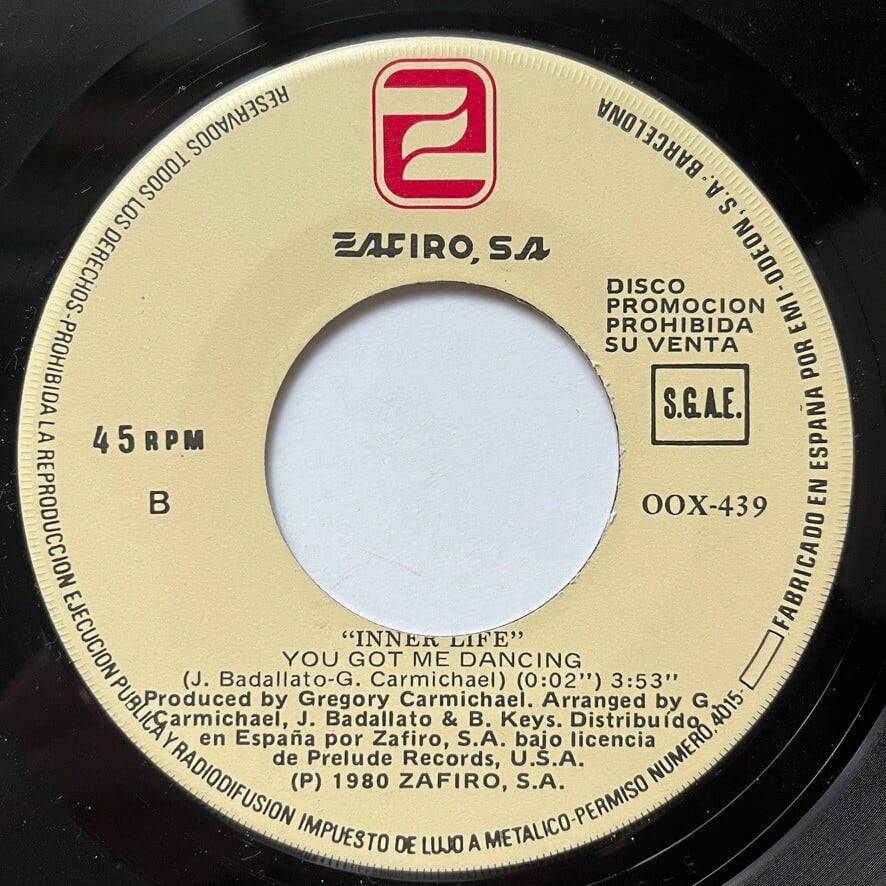 ZAFIRO, S.A
DISCO
PROMOCION
PROHIBIDA
SU VENTA
S.G.A.E.
45 RPM
B
OOX-439
"INNER LIFE"
YOU GOT ME DANCING
(J. Badallato-G. Carmichael) (0:02") 3:53"
Produced by Gregory Carmichael. Arranged by G.
Carmichael, J. Badallato & B. Keys. Distribuído
en España por Zafiro, S.A. bajo licencia
de Prelude Records, U.S.A.
(P) 1980 ZAFIRO, S.A.
RESERVADOS TODOS LOS DERECHOS-PROHIBIDA LA REPRODUCCION EJECUCION PUBLICA Y RADIODIFUSION IMPUESTO DE LUJO A METALICO-PERMISO NUMERO.4015-
FABRICADO EN ESPAÑA POR EMI-ODEON, S.A. BARCELONA